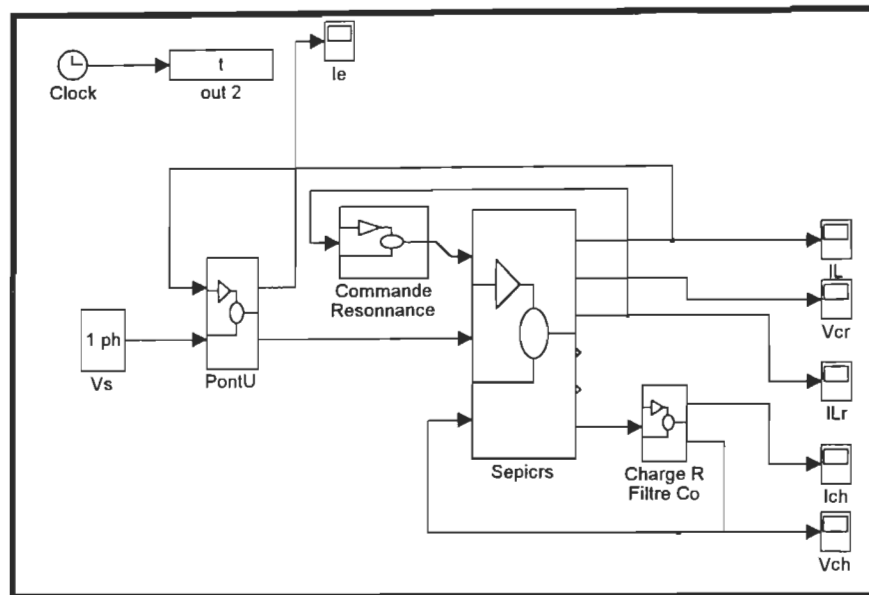 Ie
t
Clock
out 2
Commande
Resonnance
IL
Vcr
1 ph
Vs
PontU
ILr
Sepicrs
Charge R
Filtre Co
Ich
Vch